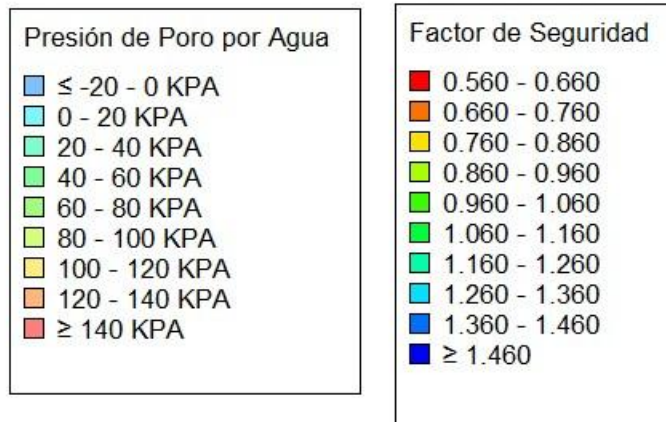 Presión de Poro por Agua
≤ -20 - 0 KPA
0 - 20 KPA
20 - 40 KPA
40 - 60 KPA
60 - 80 KPA
80 - 100 KPA
100 - 120 KPA
120 - 140 KPA
≥ 140 KPA
Factor de Seguridad
0.560 - 0.660
0.660 - 0.760
0.760 - 0.860
0.860 - 0.960
0.960 - 1.060
1.060 - 1.160
1.160 - 1.260
1.260 - 1.360
1.360 - 1.460
≥ 1.460